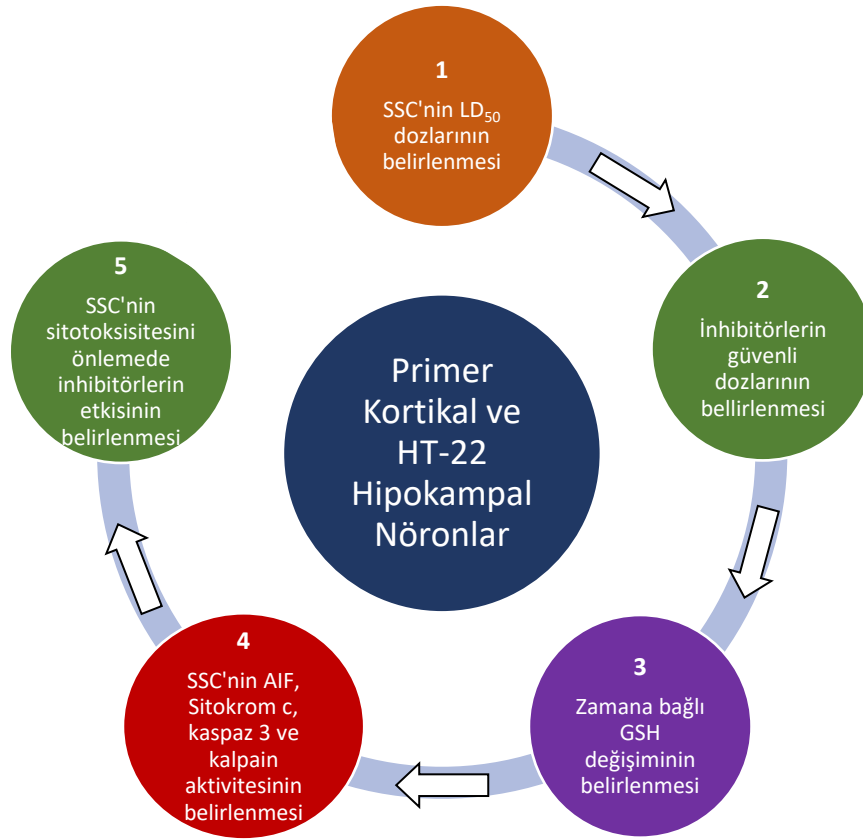 1
SSC'nin LD₅₀
dozlarının
belirlenmesi
2
İnhibitörlerin
güvenli
dozlarının
bellirlenmesi
3
Zamana bağlı
GSH
değişiminin
belirlenmesi
4
SSC'nin AIF,
Sitokrom c,
kaspaz 3 ve
kalpain
aktivitesinin
belirlenmesi
5
SSC'nin
sitotoksisitesini
önlemede
inhibitörlerin
etkisinin
belirlenmesi
Primer
Kortikal ve
HT-22
Hipokampal
Nöronlar